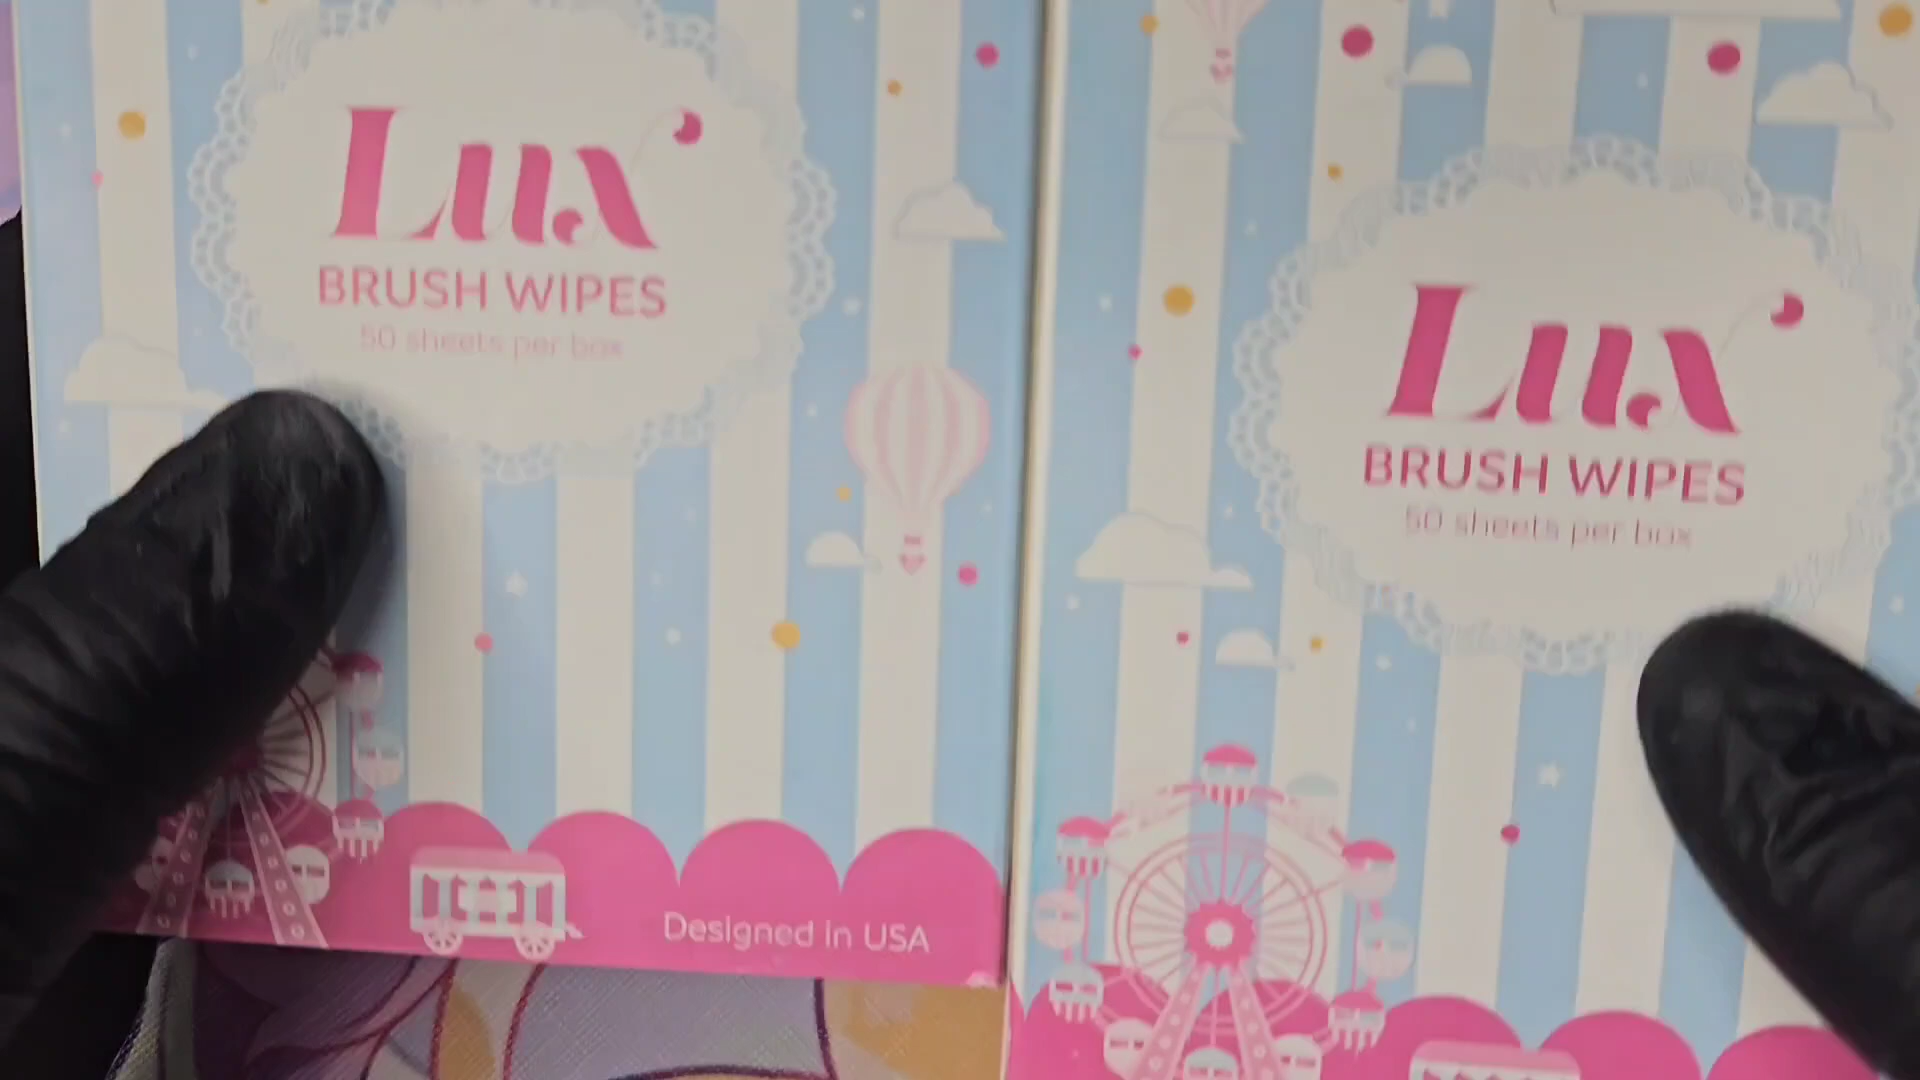 Lux
BRUSH WIPES
50 sheets per box
Designed in USA
Lux
BRUSH WIPES
50 sheets per box